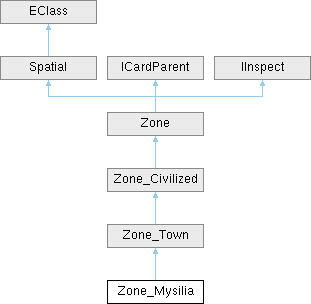 EClass
Spatial
ICardParent
IInspect
Zone
Zone_Civilized
Zone_Town
Zone_Mysilia